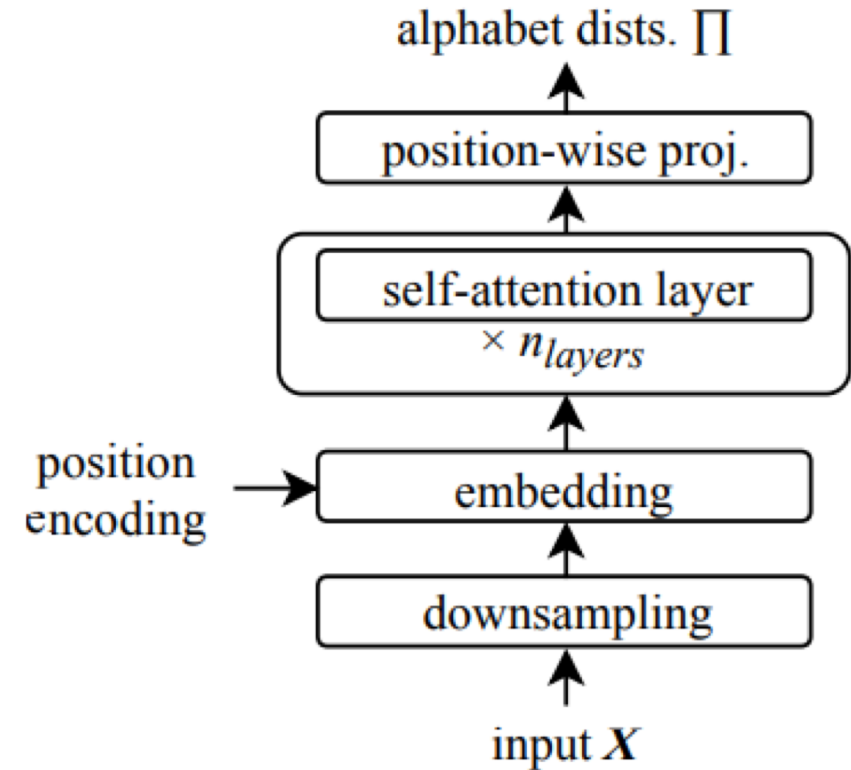 alphabet dists. ∏
position-wise proj.
self-attention layer
× n_layers
position
encoding
embedding
downsampling
input X